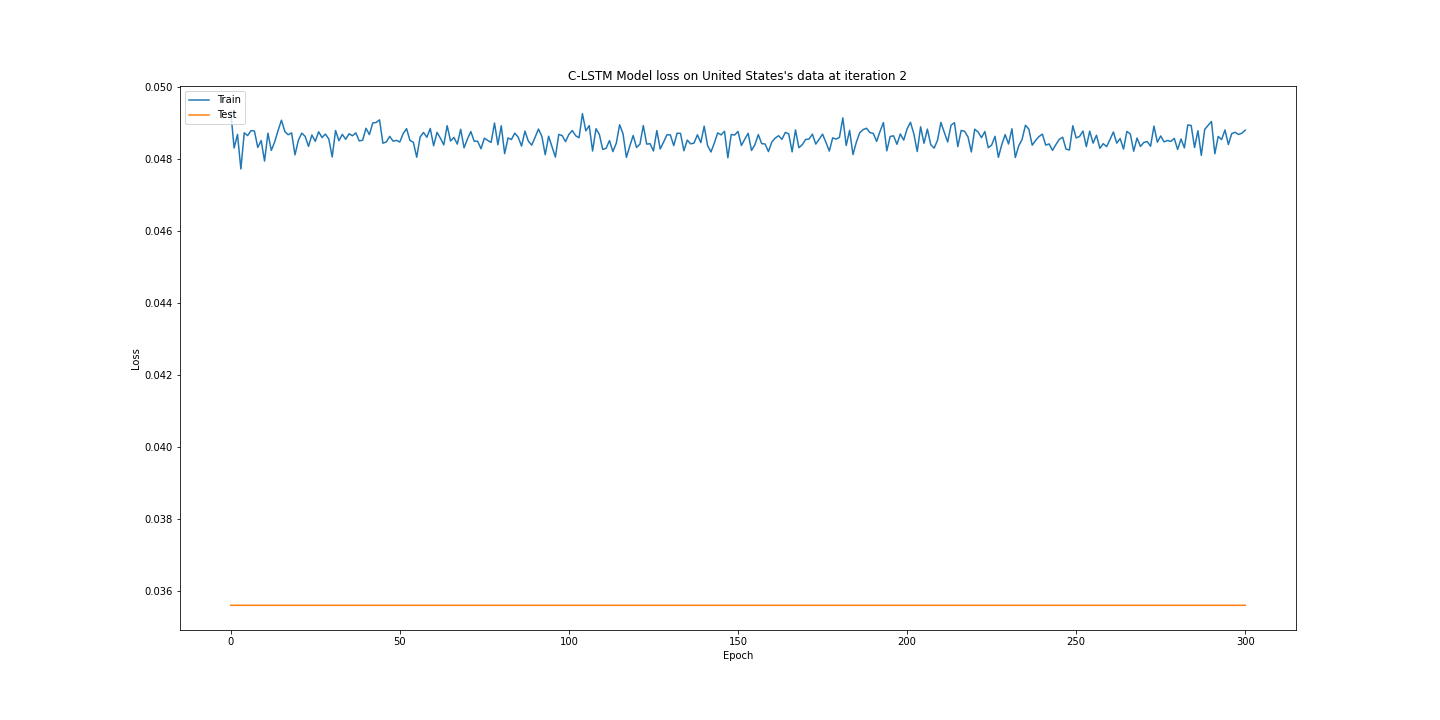 C-LSTM Model loss on United States's data at iteration 2
0.050
Train
Test
0.048
0.046
0.044
Loss
0.042
0.040
0.038
0.036
0 50 100 150 200 250 300
Epoch